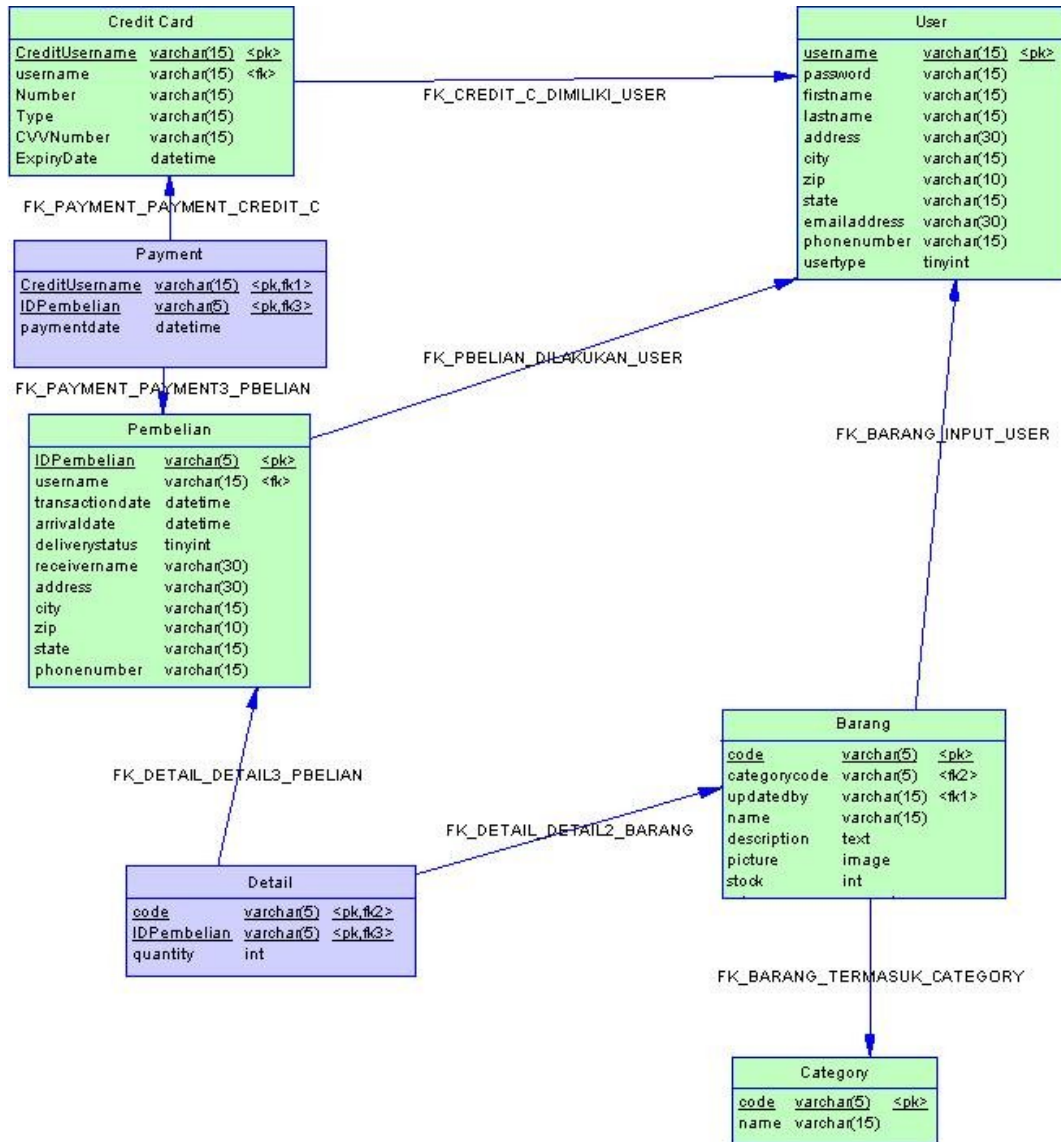 Credit Card
CreditUsername varchar(15) <pk>
username varchar(15) <fk>
Number varchar(15)
Type varchar(15)
CVVNumber varchar(15)
ExpiryDate datetime
User
username varchar(15) <pk>
password varchar(15)
firstname varchar(15)
lastname varchar(15)
address varchar(30)
city varchar(15)
zip varchar(10)
state varchar(15)
emailaddress varchar(30)
phonenumber varchar(15)
usertype tinyint
FK_CREDIT_C_DIMILIKI_USER
FK_PAYMENT_PAYMENT_CREDIT_C
Payment
CreditUsername varchar(15) <pk,fk1>
IDPembelian varchar(5) <pk,fk3>
paymentdate datetime
FK_PBELIAN_DILAKUKAN_USER
FK_PAYMENT_PAYMENT3_PBELIAN
Pembelian
IDPembelian varchar(5) <pk>
username varchar(15) <fk>
transactiondate datetime
arrivaldate datetime
deliverystatus tinyint
receivername varchar(30)
address varchar(30)
city varchar(15)
zip varchar(10)
state varchar(15)
phonenumber varchar(15)
FK_BARANG_INPUT_USER
Barang
code varchar(5) <pk>
categorycode varchar(5) <fk2>
updatedby varchar(15) <fk1>
name varchar(15)
description text
picture image
stock int
FK_DETAIL_DETAIL3_PBELIAN
FK_DETAIL_DETAIL2_BARANG
Detail
code varchar(5) <pk,fk2>
IDPembelian varchar(5) <pk,fk3>
quantity int
FK_BARANG_TERMASUK_CATEGORY
Category
code varchar(5) <pk>
name varchar(15)